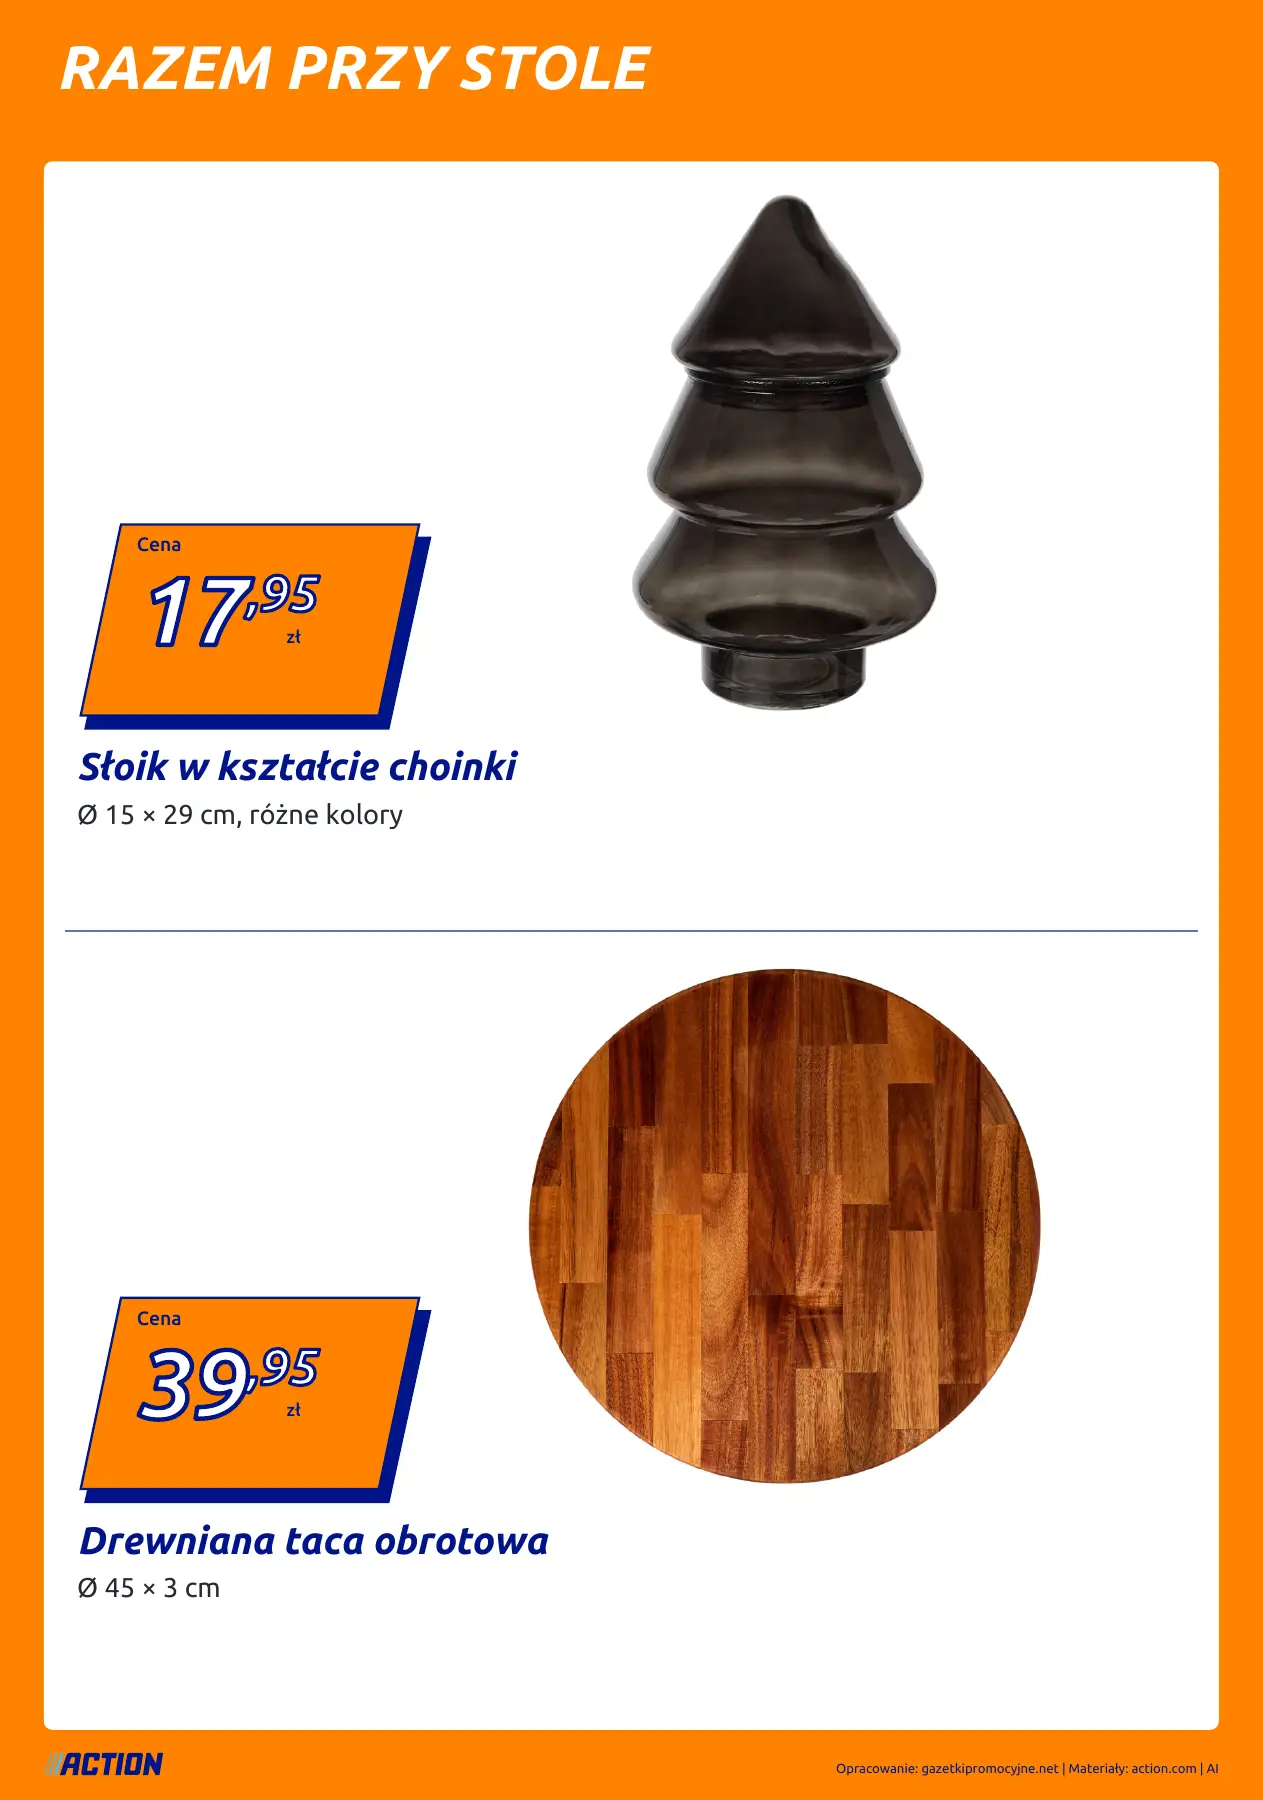 RAZEM PRZY STOLE
Cena
17,95
zł
Słoik w kształcie choinki
Ø 15 × 29 cm, różne kolory
Cena
39,95
zł
Drewniana taca obrotowa
Ø 45 × 3 cm
ACTION
Opracowanie: gazetkipromocyjne.net | Materiały: action.com | AI